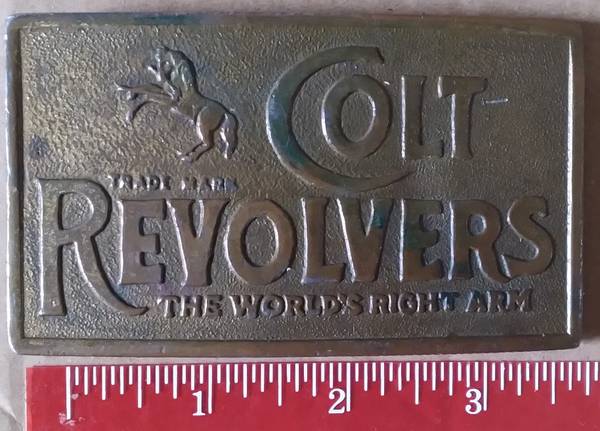 COLT
TRADE MARK
REVOLVERS
THE WORLD'S RIGHT ARM
1 2 3